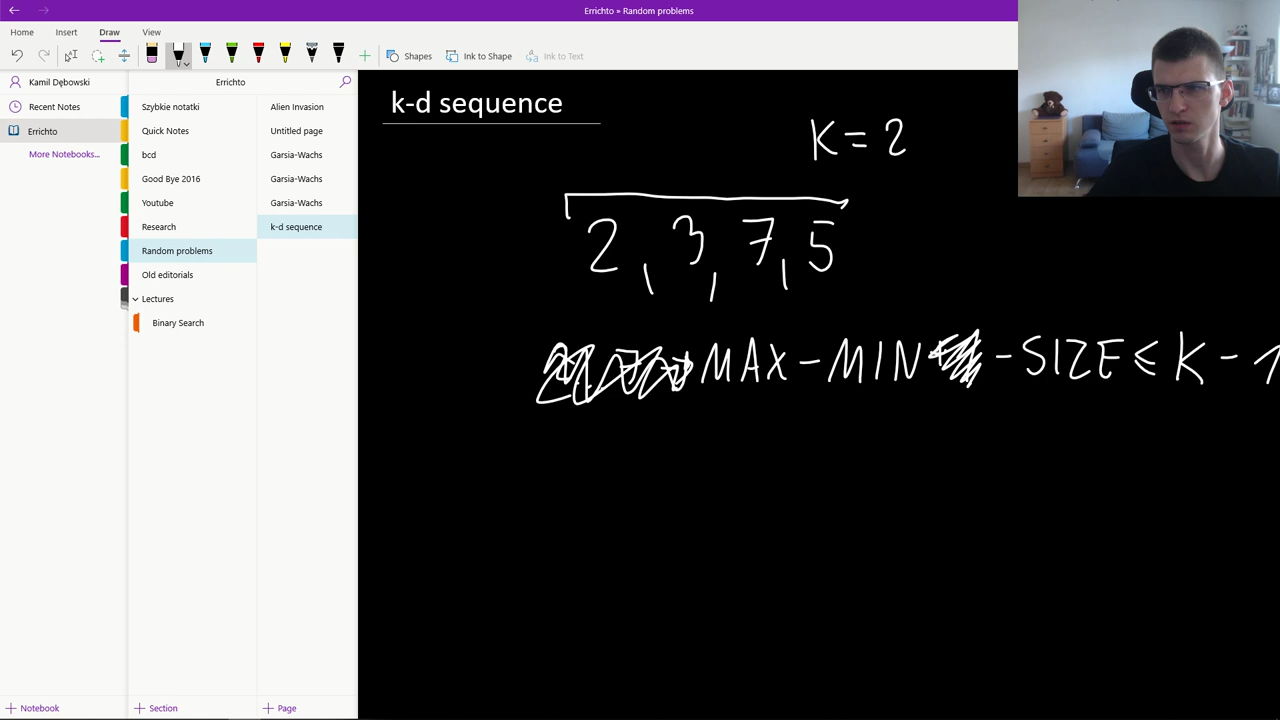 Errichto » Random problems
Home Insert Draw View
Shapes Ink to Shape Ink to Text
Kamil Dębowski
Recent Notes
Errichto
More Notebooks...
Errichto
Szybkie notatki
Quick Notes
bcd
Good Bye 2016
Youtube
Research
Random problems
Old editorials
Lectures
Binary Search
Alien Invasion
Untitled page
Garsia-Wachs
Garsia-Wachs
Garsia-Wachs
k-d sequence
k-d sequence
K = 2
2, 3, 7, 5
MAX - MIN - SIZE ≤ K - 1
Notebook
Section
Page